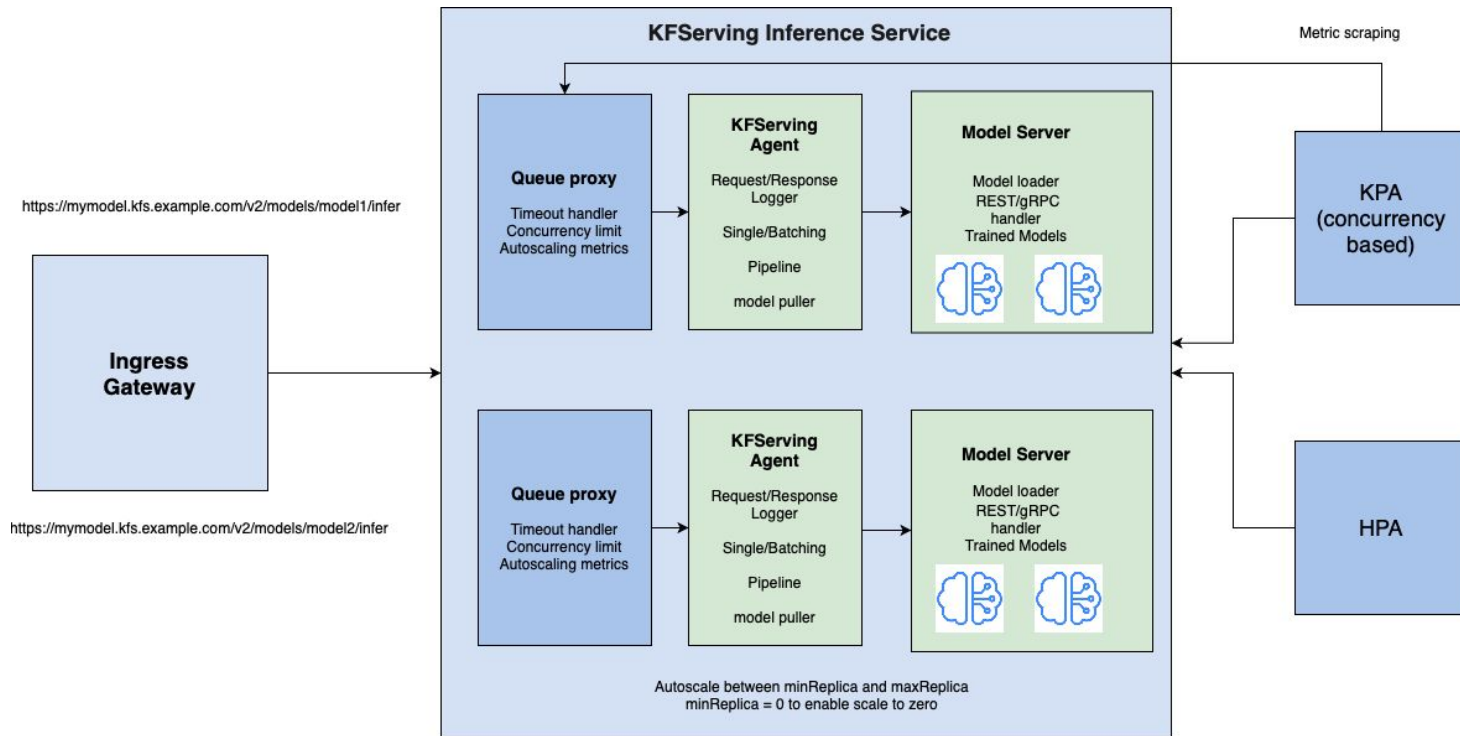 KFServing Inference Service
Metric scraping
https://mymodel.kfs.example.com/v2/models/model1/infer
Ingress
Gateway
https://mymodel.kfs.example.com/v2/models/model2/infer
Queue proxy
Timeout handler
Concurrency limit
Autoscaling metrics
KFServing
Agent
Request/Response
Logger
Single/Batching
Pipeline
model puller
Model Server
Model loader
REST/gRPC
handler
Trained Models
Queue proxy
Timeout handler
Concurrency limit
Autoscaling metrics
KFServing
Agent
Request/Response
Logger
Single/Batching
Pipeline
model puller
Model Server
Model loader
REST/gRPC
handler
Trained Models
Autoscale between minReplica and maxReplica
minReplica = 0 to enable scale to zero
KPA
(concurrency
based)
HPA